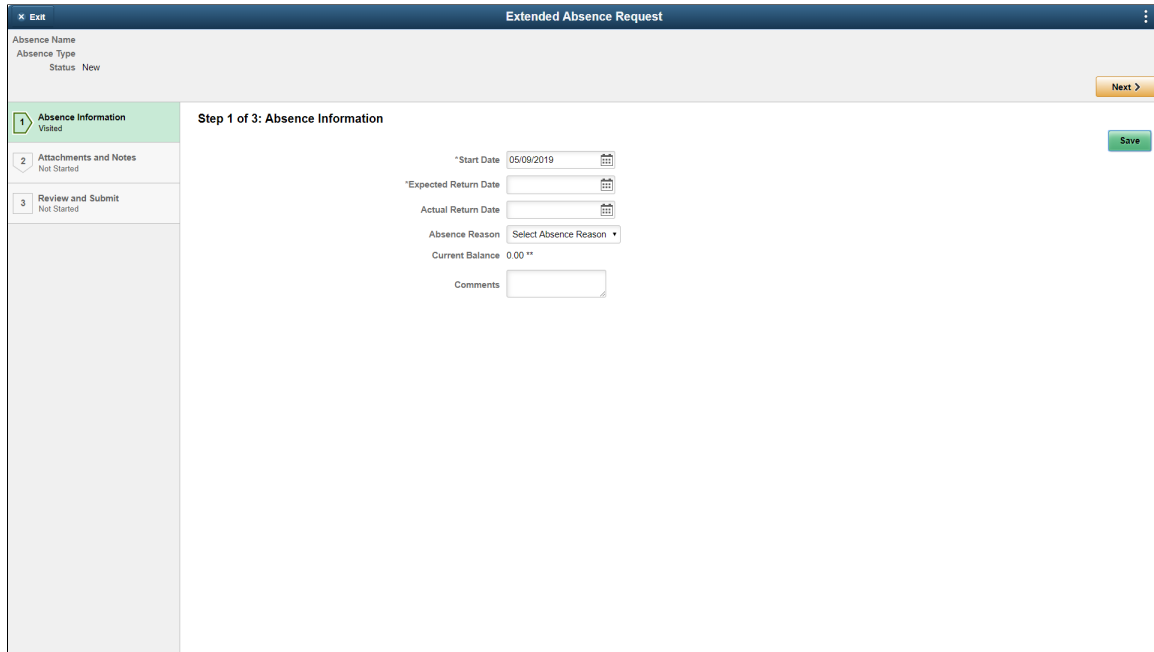 × Exit
Extended Absence Request
Absence Name
Absence Type
Status New
Next >
1 Absence Information
Visited
2 Attachments and Notes
Not Started
3 Review and Submit
Not Started
Step 1 of 3: Absence Information
Save
*Start Date 05/09/2019
*Expected Return Date
Actual Return Date
Absence Reason Select Absence Reason
Current Balance 0.00 **
Comments